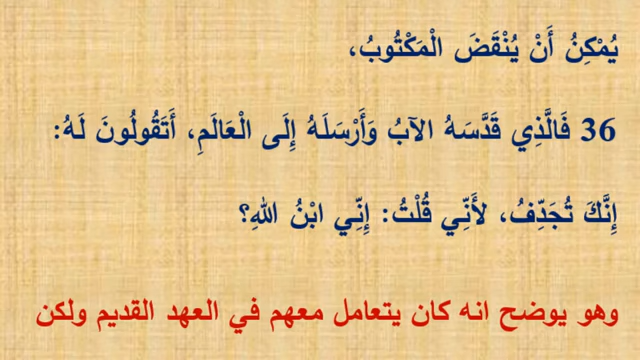 يُمْكِنُ أَنْ يُنْقَضَ الْمَكْتُوبُ،
36 فَالَّذِي قَدَّسَهُ الآبُ وَأَرْسَلَهُ إِلَى الْعَالَمِ، أَتَقُولُونَ لَهُ:
إِنَّكَ تُجَدِّفُ، لأَنِّي قُلْتُ: إِنِّي ابْنُ اللهِ؟
وهو يوضح انه كان يتعامل معهم في العهد القديم ولكن